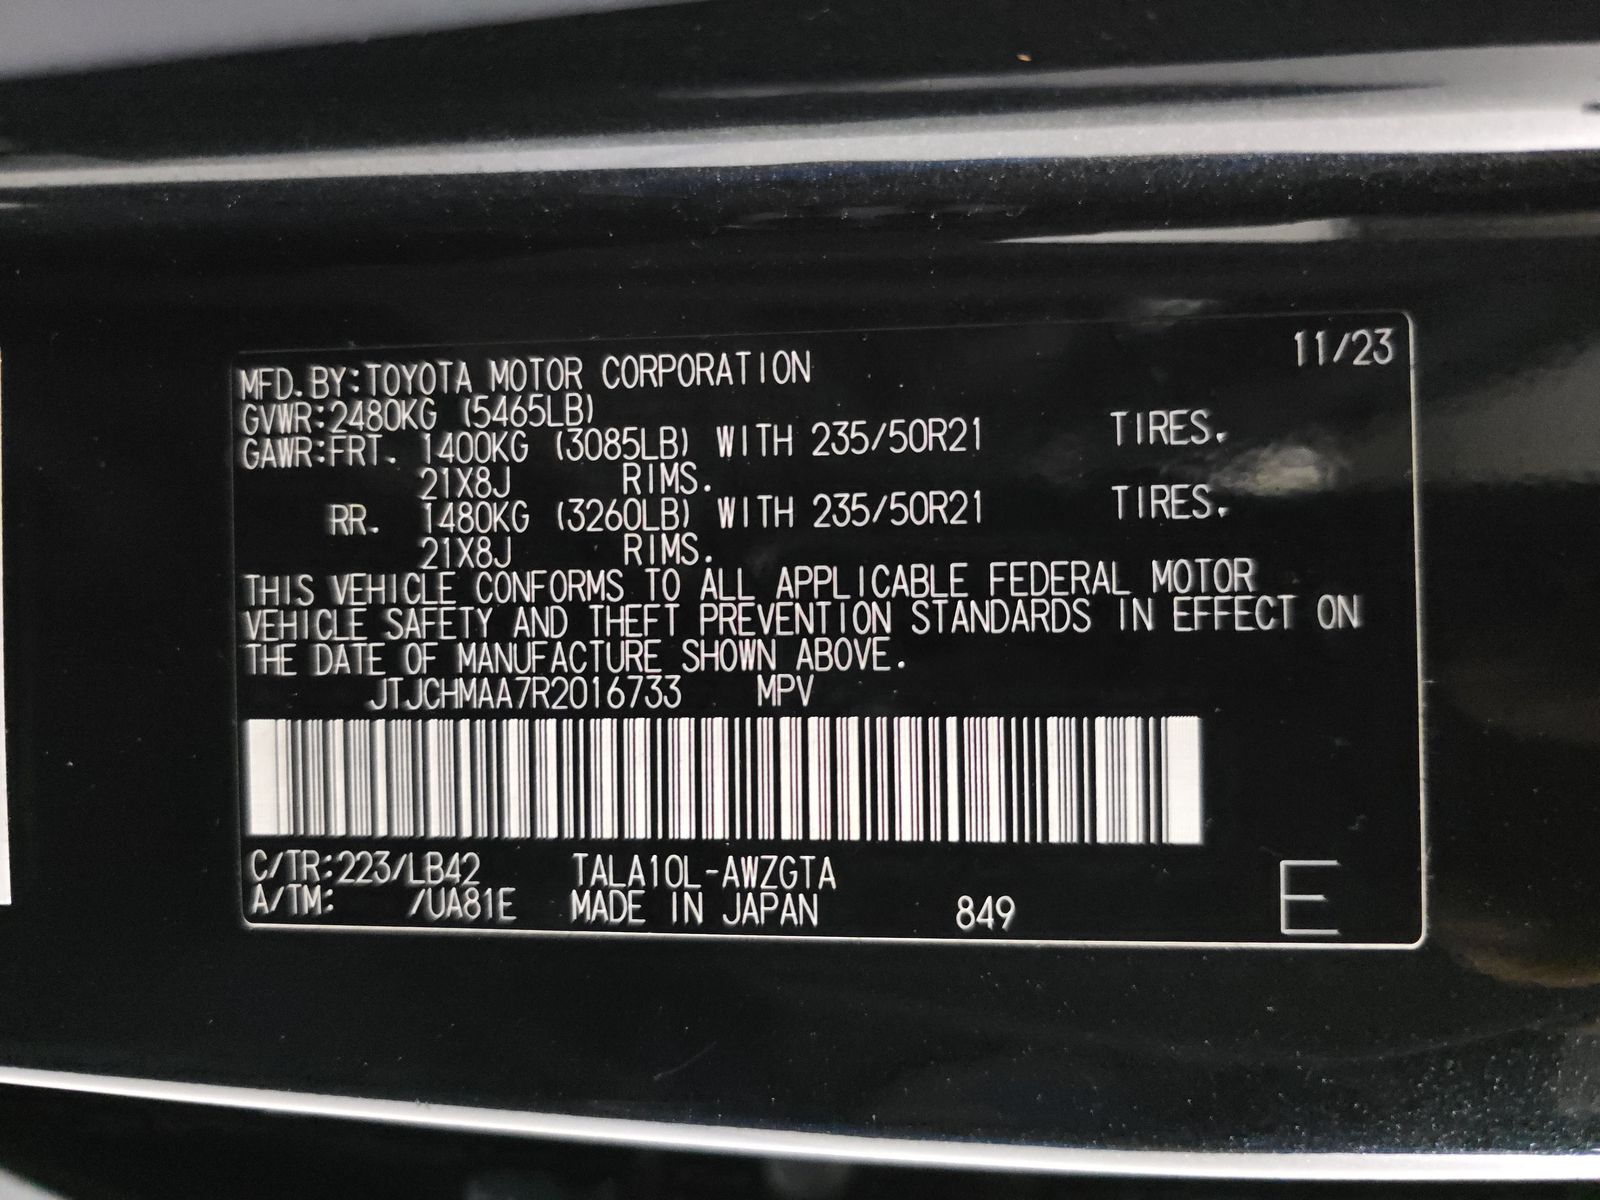 11/23
MFD.BY:TOYOTA MOTOR CORPORATION
GVWR:2480KG (5465LB)
GAWR:FRT. 1400KG (3085LB) WITH 235/50R21 TIRES.
21X8J RIMS.
RR. 1480KG (3260LB) WITH 235/50R21 TIRES.
21X8J RIMS.
THIS VEHICLE CONFORMS TO ALL APPLICABLE FEDERAL MOTOR
VEHICLE SAFETY AND THEFT PREVENTION STANDARDS IN EFFECT ON
THE DATE OF MANUFACTURE SHOWN ABOVE.
JTJCHMAA7R2016733 MPV
C/TR:223/LB42 TALA10L-AWZGTA
A/TM: /UA81E MADE IN JAPAN 849 E